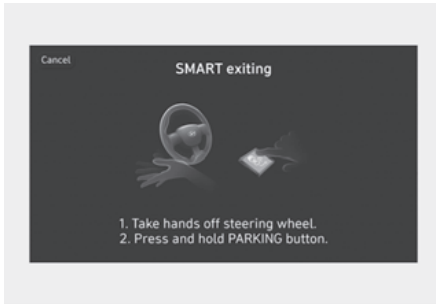 Cancel
SMART exiting
1. Take hands off steering wheel.
2. Press and hold PARKING button.